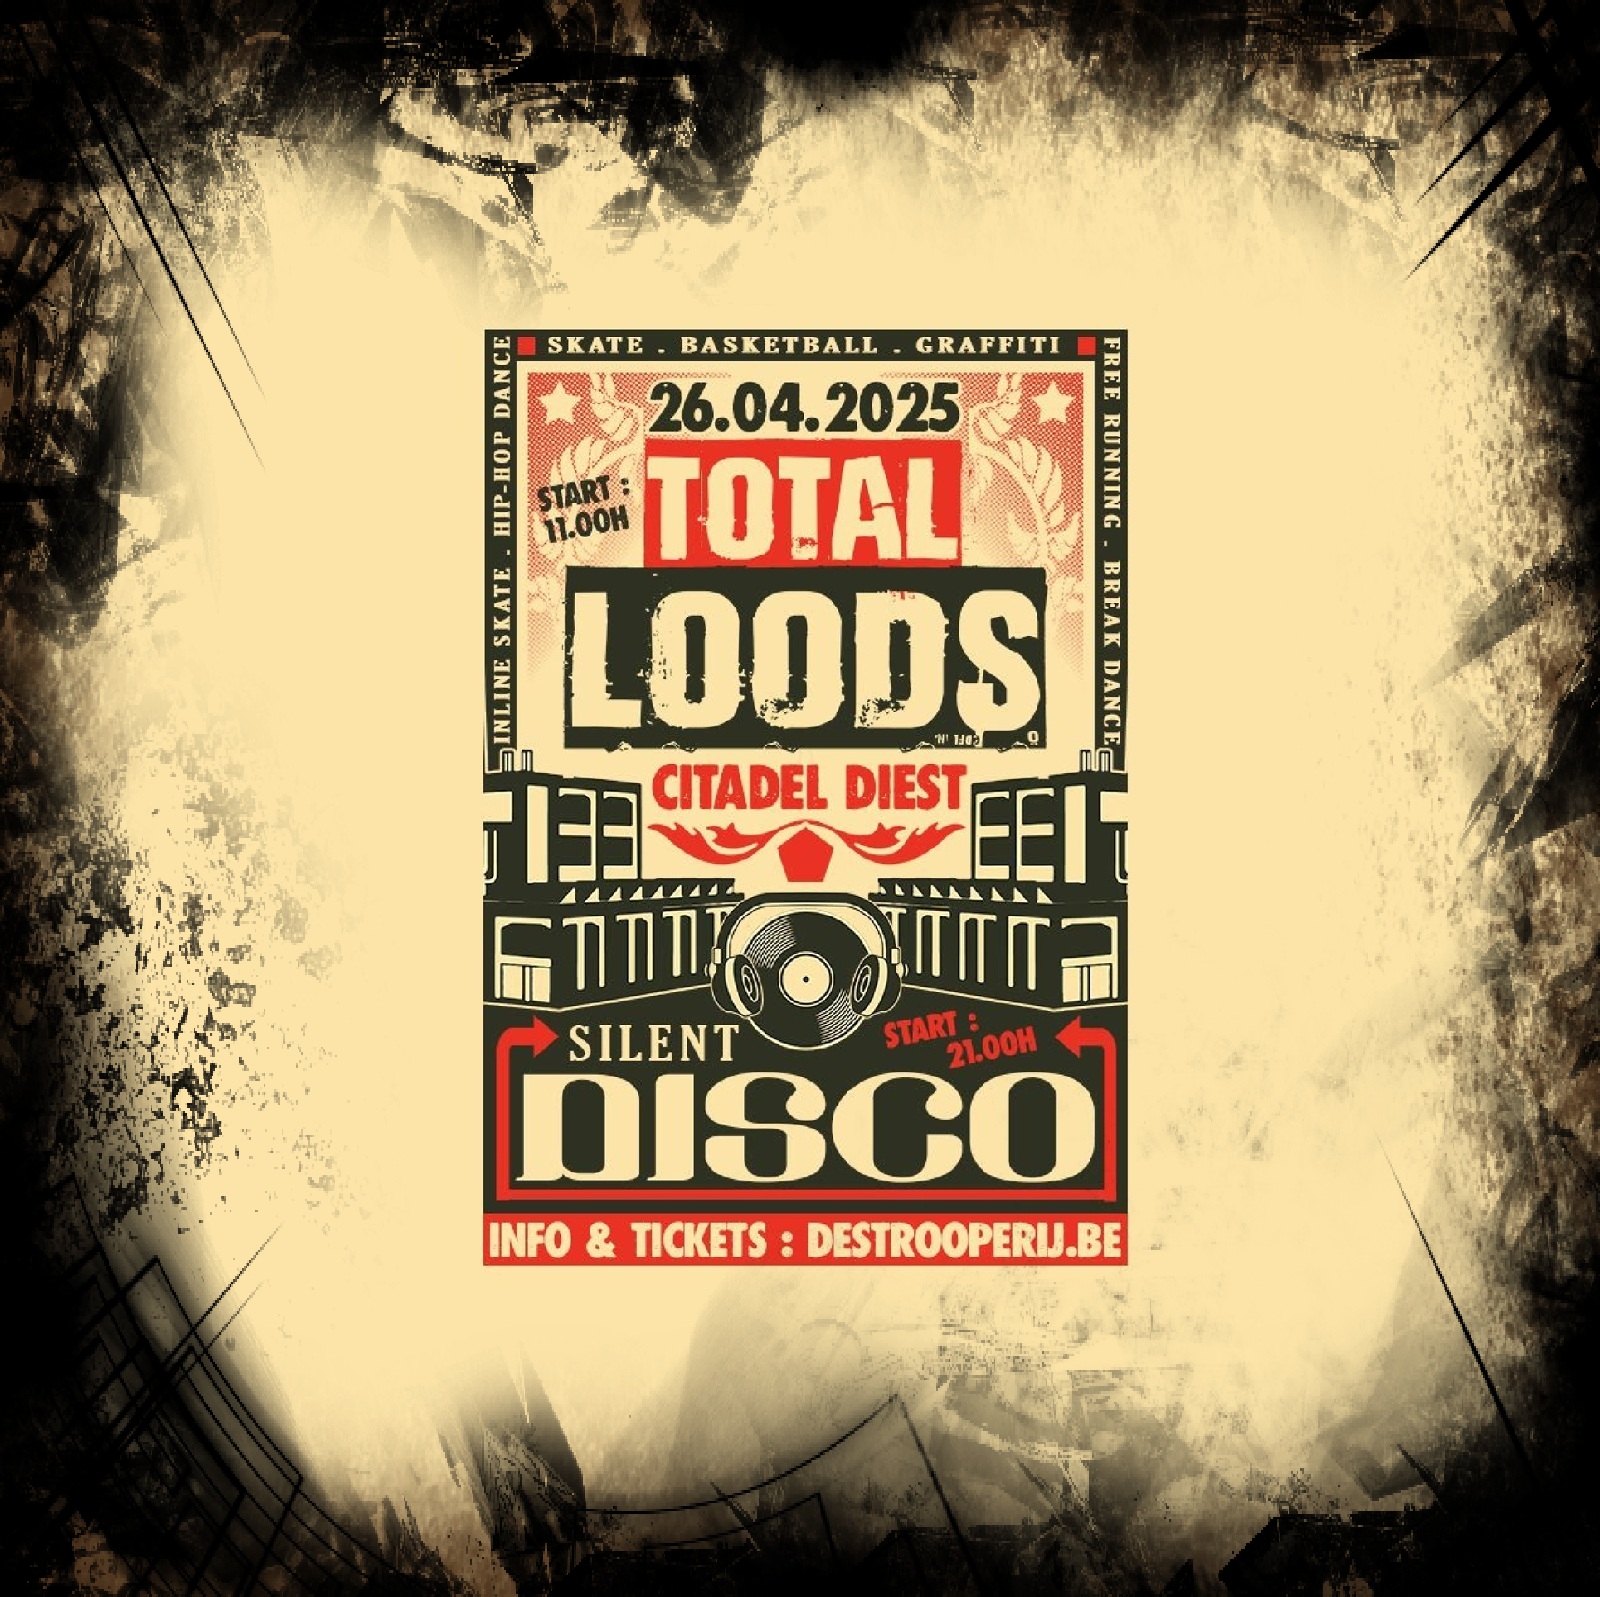 SKATE . BASKETBALL . GRAFFITI
INLINE SKATE . HIP-HOP DANCE
FREE RUNNING . BREAK DANCE
26.04.2025
START :
11.00H
TOTAL
LOODS
CITADEL DIEST
SILENT
START :
21.00H
DISCO
INFO & TICKETS : DESTROOPERIJ.BE